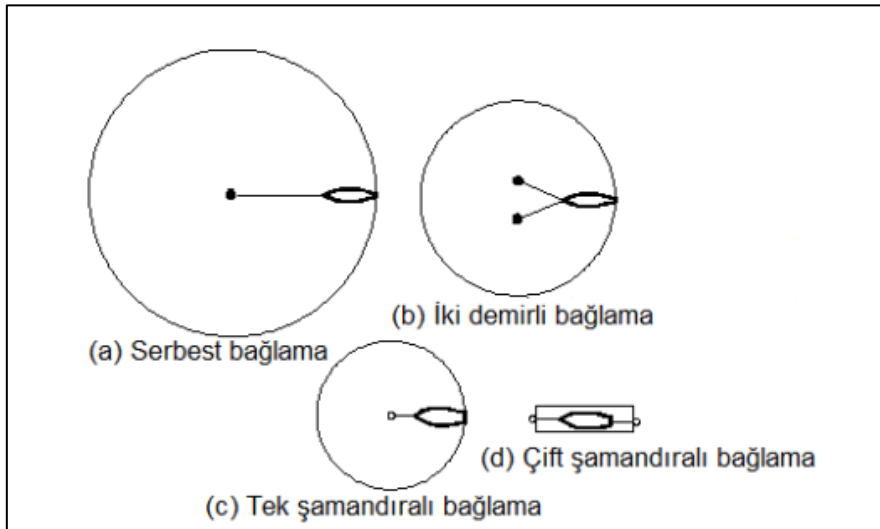 (a) Serbest bağlama
(b) İki demirli bağlama
(c) Tek şamandıralı bağlama
(d) Çift şamandıralı bağlama